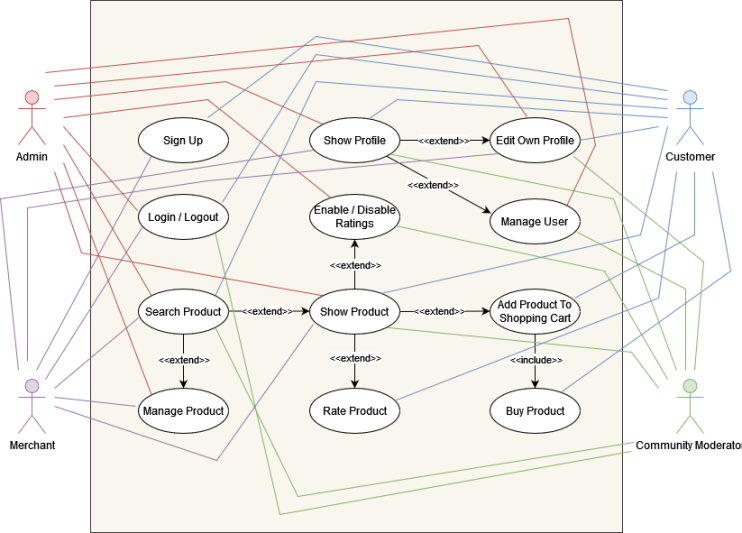 Sign Up
Show Profile
<<extend>>
Edit Own Profile
Admin
Customer
<<extend>>
Login / Logout
Enable / Disable
Ratings
Manage User
<<extend>>
Search Product
<<extend>>
Show Product
<<extend>>
Add Product To
Shopping Cart
<<extend>>
<<extend>>
<<include>>
Manage Product
Rate Product
Buy Product
Merchant
Community Moderator